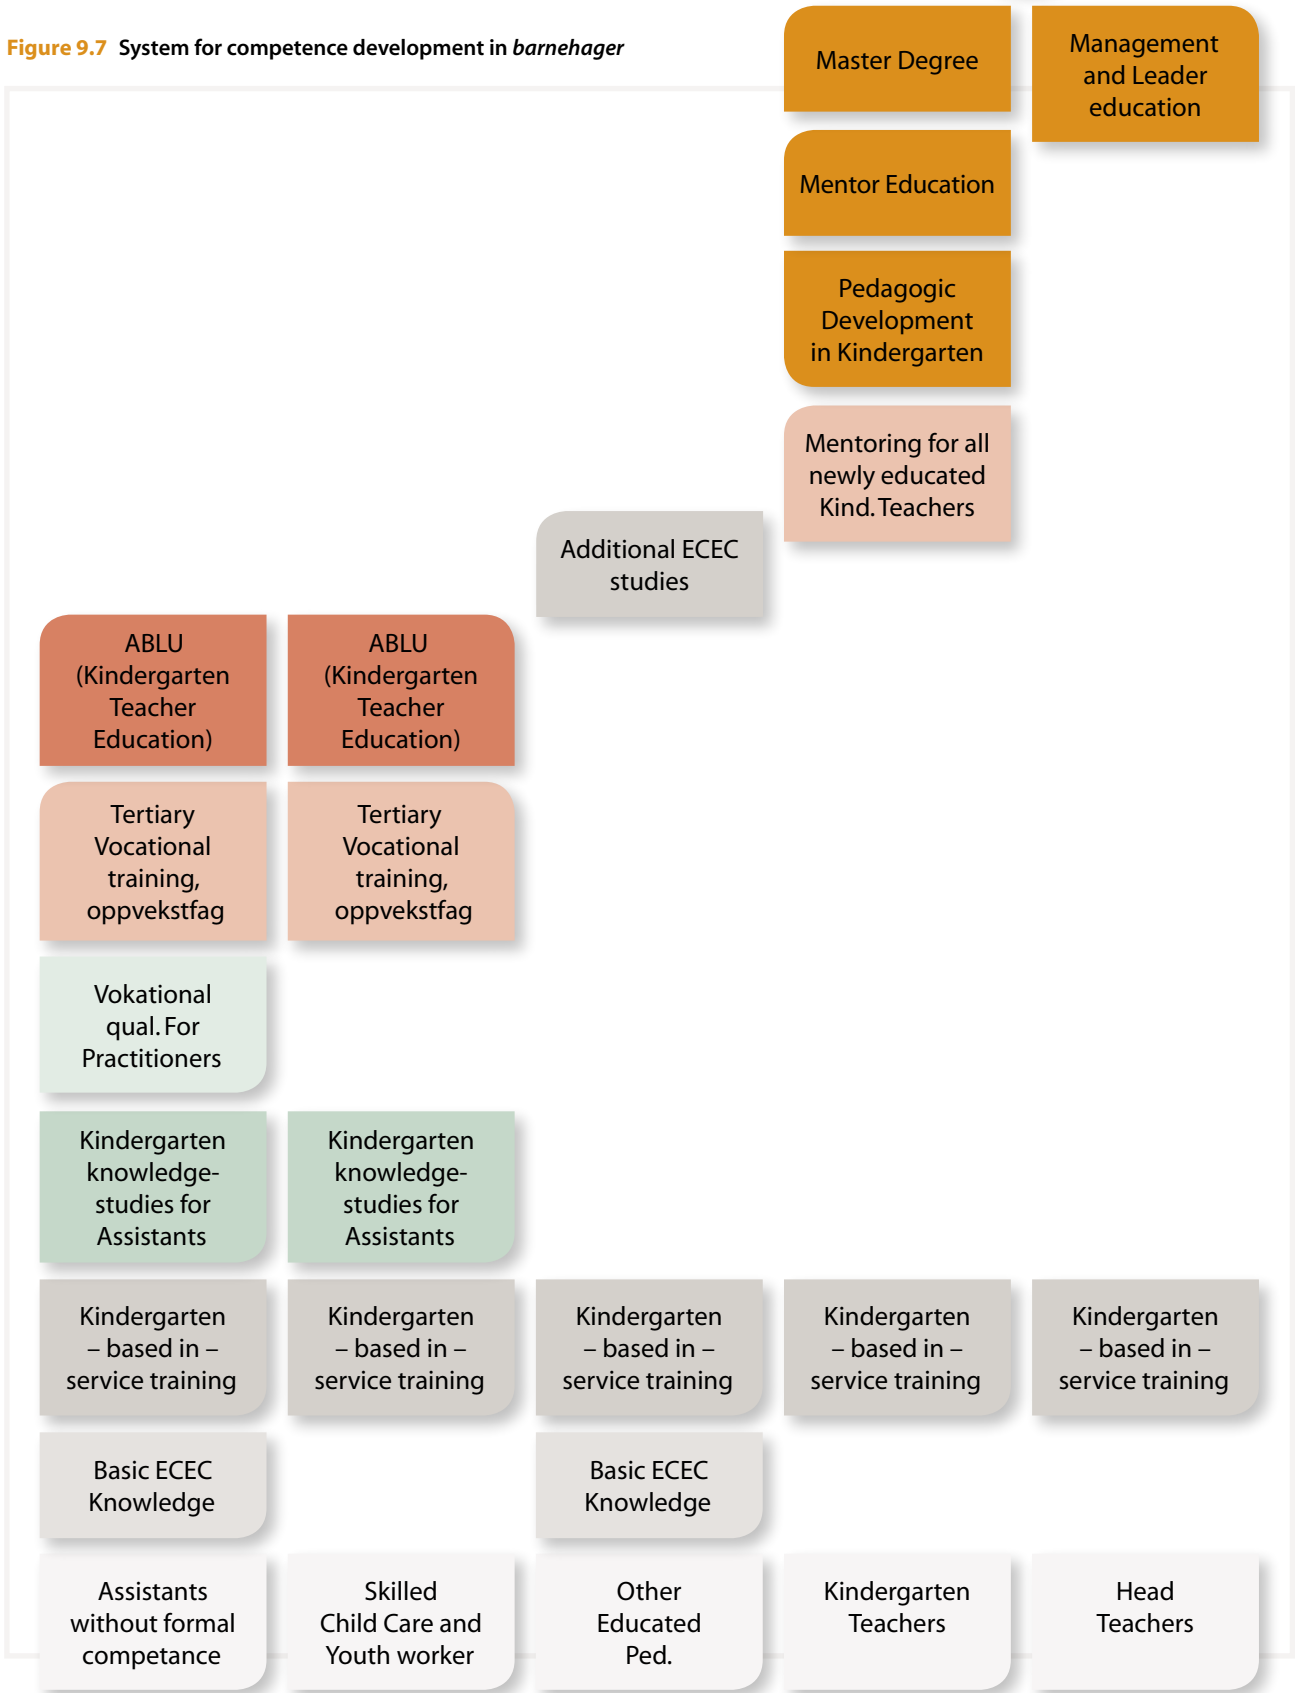 Figure 9.7 System for competence development in barnehager
Master Degree
Management
and Leader
education
Mentor Education
Pedagogic
Development
in Kindergarten
Mentoring for all
newly educated
Kind. Teachers
Additional ECEC
studies
ABLU
(Kindergarten
Teacher
Education)
ABLU
(Kindergarten
Teacher
Education)
Tertiary
Vocational
training,
oppvekstfag
Tertiary
Vocational
training,
oppvekstfag
Vokational
qual. For
Practitioners
Kindergarten
knowledge-
studies for
Assistants
Kindergarten
knowledge-
studies for
Assistants
Kindergarten
– based in –
service training
Kindergarten
– based in –
service training
Kindergarten
– based in –
service training
Kindergarten
– based in –
service training
Kindergarten
– based in –
service training
Basic ECEC
Knowledge
Basic ECEC
Knowledge
Assistants
without formal
competance
Skilled
Child Care and
Youth worker
Other
Educated
Ped.
Kindergarten
Teachers
Head
Teachers